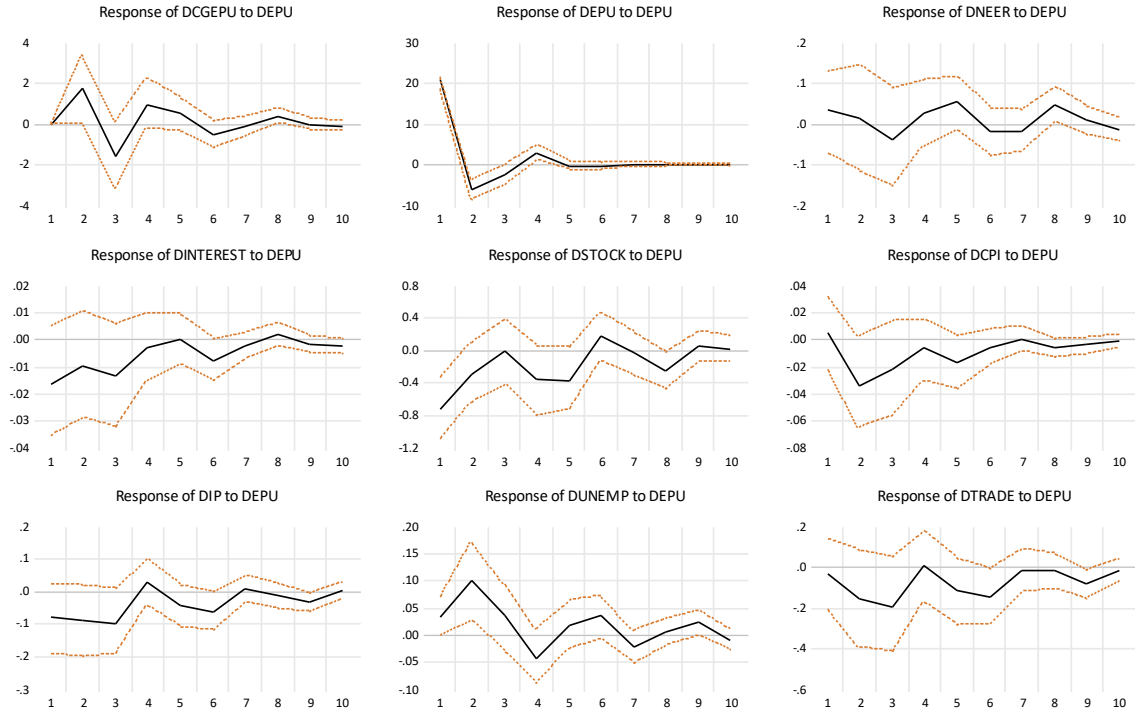 Response of DCGEPU to DEPU
4
2
0
-2
-4
1 2 3 4 5 6 7 8 9 10
Response of DEPU to DEPU
30
20
10
0
-10
1 2 3 4 5 6 7 8 9 10
Response of DNEER to DEPU
.2
.1
.0
-.1
-.2
1 2 3 4 5 6 7 8 9 10
Response of DINTEREST to DEPU
.02
.01
.00
-.01
-.02
-.03
-.04
1 2 3 4 5 6 7 8 9 10
Response of DSTOCK to DEPU
0.8
0.4
0.0
-0.4
-0.8
-1.2
1 2 3 4 5 6 7 8 9 10
Response of DCPI to DEPU
.04
.02
.00
-.02
-.04
-.06
-.08
1 2 3 4 5 6 7 8 9 10
Response of DIP to DEPU
.2
.1
.0
-.1
-.2
-.3
1 2 3 4 5 6 7 8 9 10
Response of DUNEMP to DEPU
.20
.15
.10
.05
.00
-.05
-.10
1 2 3 4 5 6 7 8 9 10
Response of DTRADE to DEPU
.2
.0
-.2
-.4
-.6
1 2 3 4 5 6 7 8 9 10